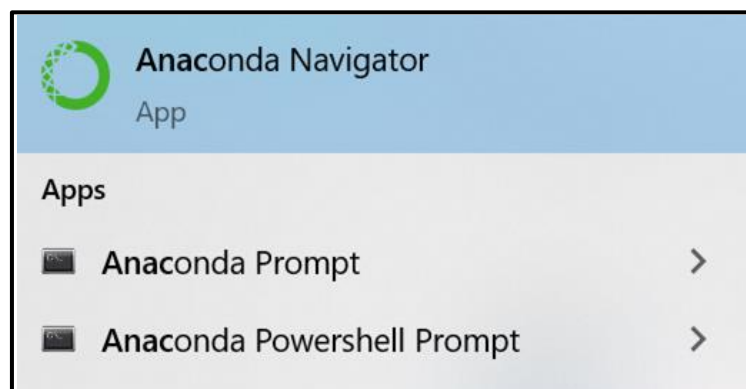 Anaconda Navigator
App
Apps
Anaconda Prompt
Anaconda Powershell Prompt